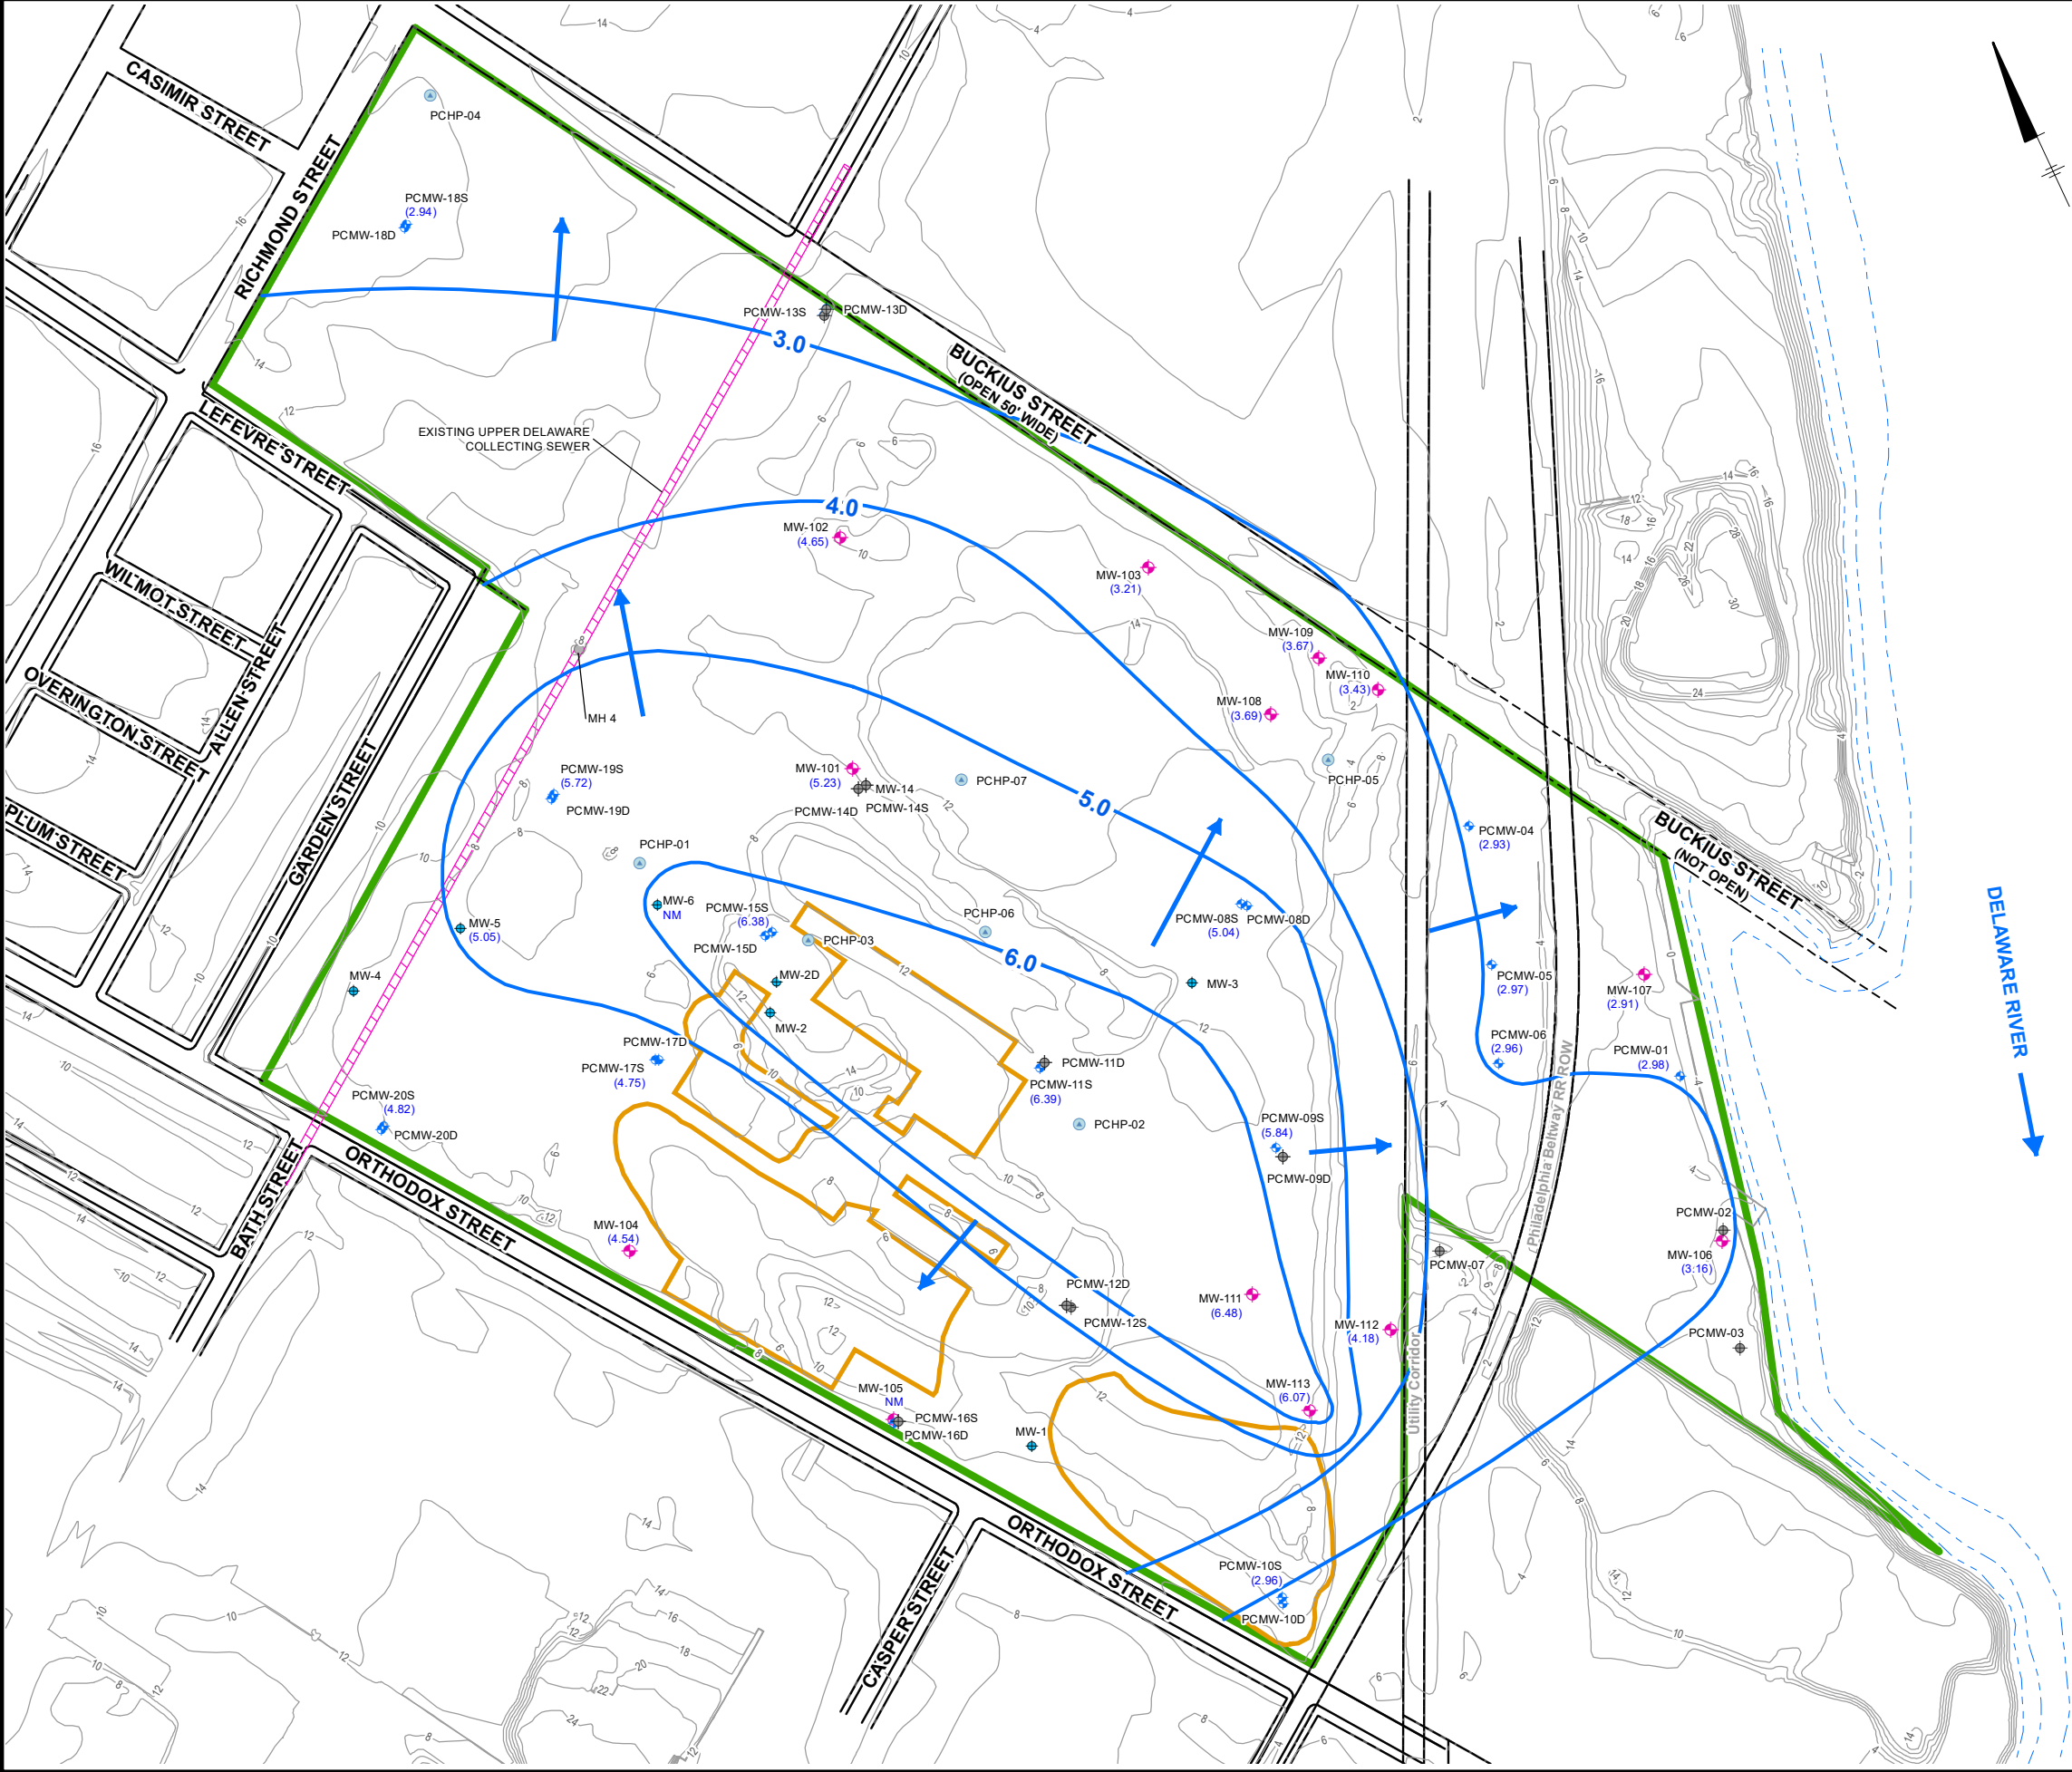 CASIMIR STREET
RICHMOND STREET
PCHP-04
PCMW-18S
(2.94)
PCMW-18D
PCMW-13S
PCMW-13D
3.0
BUCKIUS STREET
(OPEN 50' WIDE)
LEFEVRE STREET
EXISTING UPPER DELAWARE
COLLECTING SEWER
4.0
MW-102
(4.65)
MW-103
(3.21)
WILMOT STREET
ALLEN STREET
OVERINGTON STREET
PLUM STREET
GARDEN STREET
MH 4
MW-109
(3.67)
MW-110
(3.43)
MW-108
(3.69)
PCHP-05
PCMW-19S
(5.72)
PCMW-19D
MW-101
(5.23)
MW-14
PCMW-14D
PCMW-14S
PCHP-07
5.0
PCMW-04
(2.93)
BUCKIUS STREET
(NOT OPEN)
PCHP-01
MW-6
NM
PCMW-15S
(6.38)
PCMW-15D
PCHP-03
PCHP-06
PCMW-08S
(5.04)
PCMW-08D
MW-5
(5.05)
MW-4
MW-2D
MW-2
6.0
MW-3
PCMW-05
(2.97)
MW-107
(2.91)
DELAWARE RIVER
PCMW-06
(2.96)
PCMW-01
(2.98)
PCMW-17D
PCMW-17S
(4.75)
PCMW-11D
PCMW-11S
(6.39)
PCHP-02
PCMW-20S
(4.82)
PCMW-20D
PCMW-09S
(5.84)
PCMW-09D
Philadelphia Beltway RR ROW
BATH STREET
ORTHODOX STREET
MW-104
(4.54)
PCMW-02
MW-106
(3.16)
PCMW-07
PCMW-12D
PCMW-12S
MW-111
(6.48)
MW-112
(4.18)
PCMW-03
Utility Corridor
MW-105
NM
PCMW-16S
PCMW-16D
MW-113
(6.07)
MW-1
ORTHODOX STREET
CASPER STREET
PCMW-10S
(2.96)
PCMW-10D